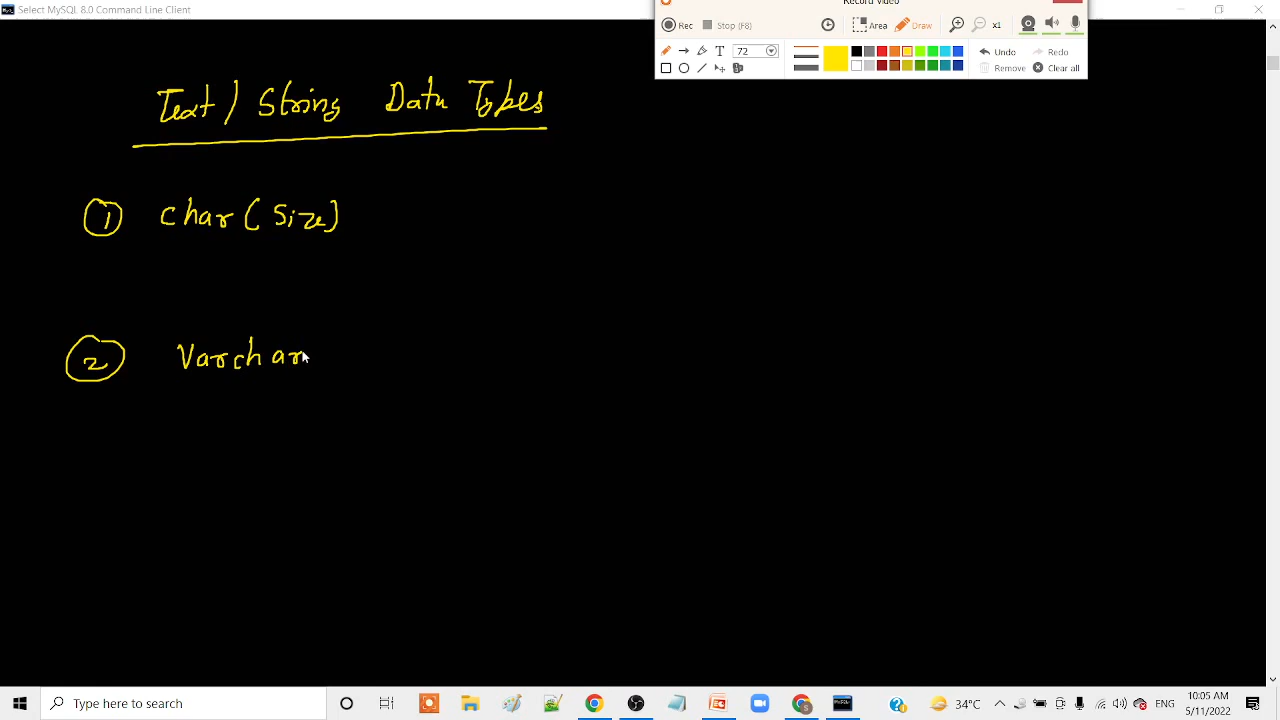 Select MySQL 8.0 Command Line Client
Record video
Rec Stop (F8) Area Draw x1
T 72 Undo Redo
Remove Clear all
Text / String Data Types
1 char(Size)
2 Varchar
Type here to search
34°C ENG 10:05 AM
5/11/2022